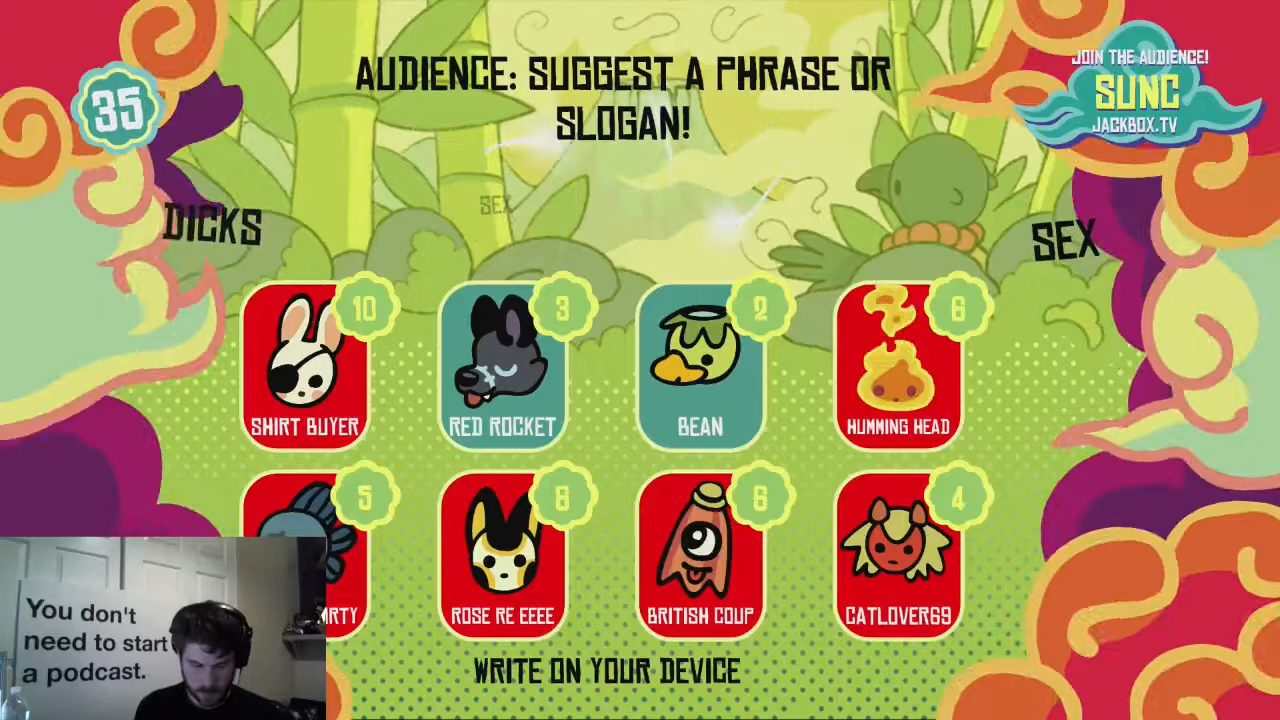 AUDIENCE: SUGGEST A PHRASE OR
SLOGAN!
35
JOIN THE AUDIENCE!
SUNC
JACKBOX.TV
DICKS
SEX
SEX
10
3
2
6
SHIRT BUYER
RED ROCKET
BEAN
HUMMING HEAD
5
8
6
4
ROSE RE EEEE
BRITISH COUP
CATLOVER69
You don't
need to start
a podcast.
WRITE ON YOUR DEVICE